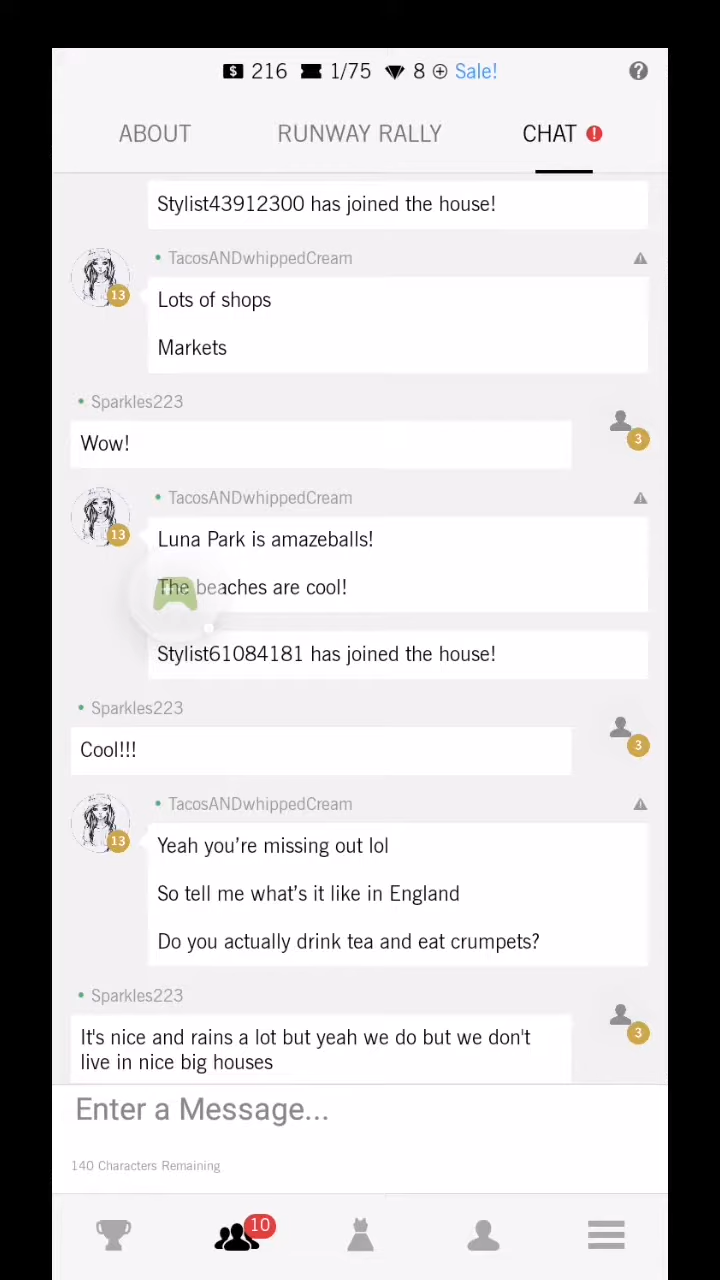 $ 216 1/75 8 Sale! ?
ABOUT RUNWAY RALLY CHAT !
Stylist43912300 has joined the house!
• TacosANDwhippedCream
13
Lots of shops
Markets
• Sparkles223
3
Wow!
• TacosANDwhippedCream
13
Luna Park is amazeballs!
The beaches are cool!
Stylist61084181 has joined the house!
• Sparkles223
3
Cool!!!
• TacosANDwhippedCream
13
Yeah you’re missing out lol
So tell me what’s it like in England
Do you actually drink tea and eat crumpets?
• Sparkles223
3
It's nice and rains a lot but yeah we do but we don't
live in nice big houses
Enter a Message...
140 Characters Remaining
10